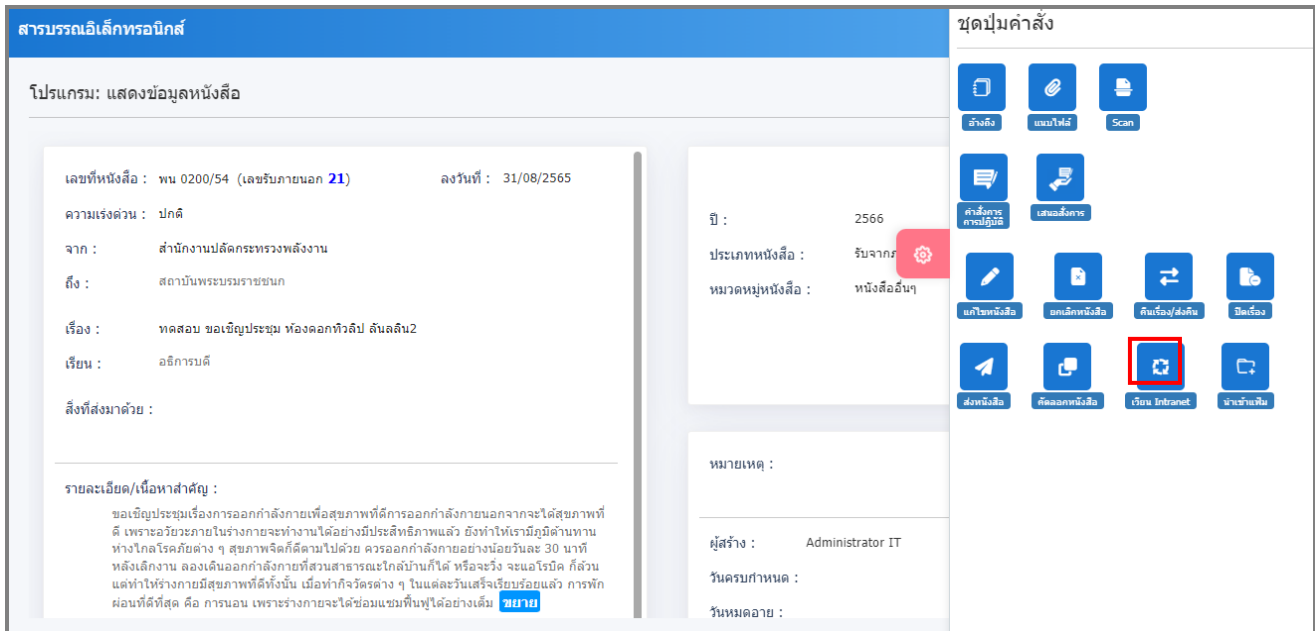 สารบรรณอิเล็กทรอนิกส์
โปรแกรม: แสดงข้อมูลหนังสือ
เลขที่หนังสือ : พน 0200/54 (เลขรับภายนอก 21) ลงวันที่ : 31/08/2565
ความเร่งด่วน : ปกติ
จาก : สำนักงานปลัดกระทรวงพลังงาน
ถึง : สถาบันพระบรมราชชนก
เรื่อง : ทดสอบ ขอเชิญประชุม ห้องดอกทิวลิป ลันลลิน2
เรียน : อธิการบดี
สิ่งที่ส่งมาด้วย :
รายละเอียด/เนื้อหาสำคัญ :
ขอเชิญประชุมเรื่องการออกกำลังกายเพื่อสุขภาพที่ดีการออกกำลังกายนอกจากจะได้สุขภาพที่
ดี เพราะอวัยวะภายในร่างกายจะทำงานได้อย่างมีประสิทธิภาพแล้ว ยังทำให้เรามีภูมิต้านทาน
ห่างไกลโรคภัยต่าง ๆ สุขภาพจิตก็ดีตามไปด้วย ควรออกกำลังกายอย่างน้อยวันละ 30 นาที
หลังเลิกงาน ลองเดินออกกำลังกายที่สวนสาธารณะใกล้บ้านก็ได้ หรือจะวิ่ง จะแอโรบิค ก็ล้วน
แต่ทำให้ร่างกายมีสุขภาพที่ดีทั้งนั้น เมื่อทำกิจวัตรต่าง ๆ ในแต่ละวันเสร็จเรียบร้อยแล้ว การพัก
ผ่อนที่ดีที่สุด คือ การนอน เพราะร่างกายจะได้ซ่อมแซมฟื้นฟูได้อย่างเต็ม ขยาย
ปี : 2566
ประเภทหนังสือ : รับจากภ
หมวดหมู่หนังสือ : หนังสืออื่นๆ
หมายเหตุ :
ผู้สร้าง : Administrator IT
วันครบกำหนด :
วันหมดอายุ :
ชุดปุ่มคำสั่ง
อ้างอิง แนบไฟล์ Scan
คำสั่งการ เสนอสั่งการ
การปฏิบัติ
แก้ไขหนังสือ ยกเลิกหนังสือ คืนเรื่อง/ส่งคืน ปิดเรื่อง
ส่งหนังสือ คัดลอกหนังสือ เวียน Intranet นำเข้าแฟ้ม